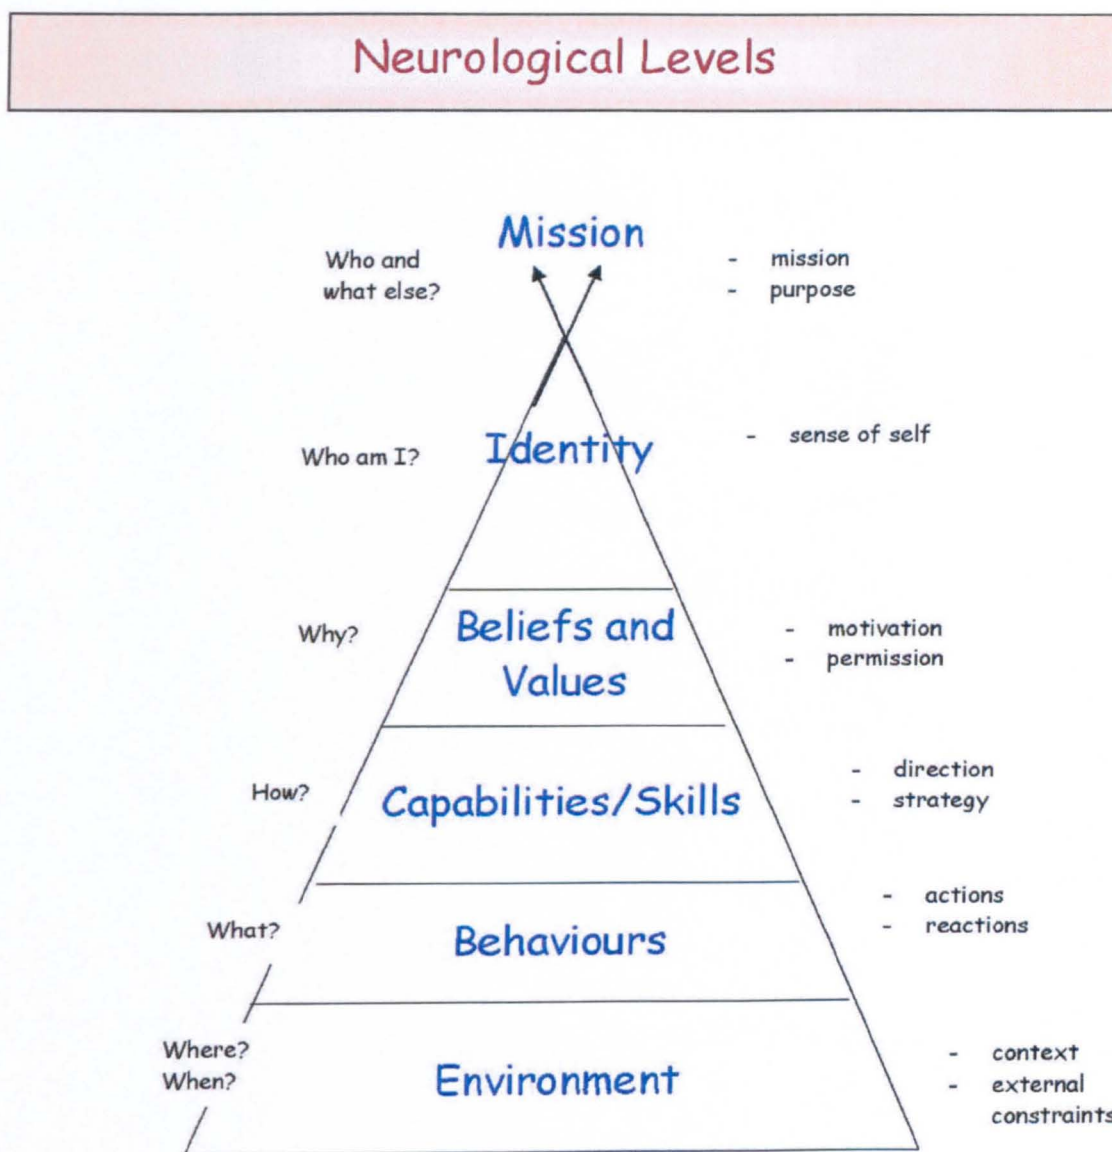 Neurological Levels
Mission
Who and
what else?
- mission
- purpose
Identity
Who am I?
- sense of self
Why?
Beliefs and
Values
- motivation
- permission
How?
Capabilities/Skills
- direction
- strategy
What?
Behaviours
- actions
- reactions
Where?
When?
Environment
- context
- external
constraints